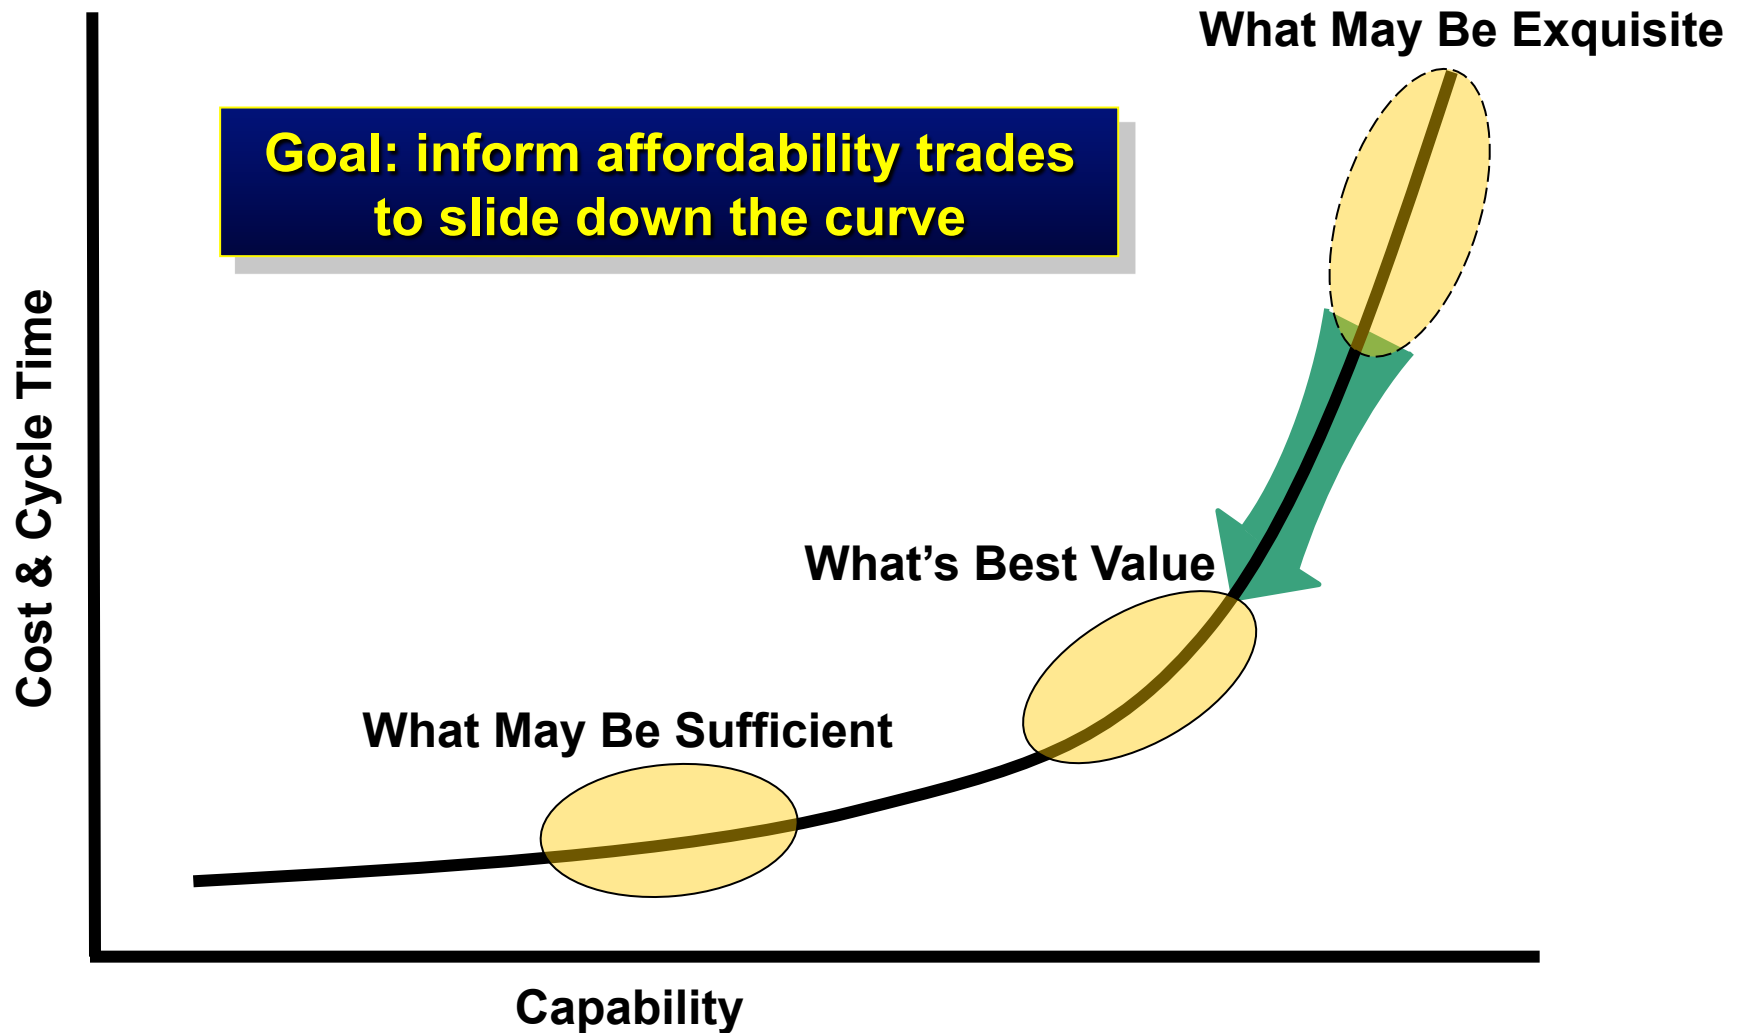 What May Be Exquisite
Goal: inform affordability trades
to slide down the curve
Cost & Cycle Time
What’s Best Value
What May Be Sufficient
Capability